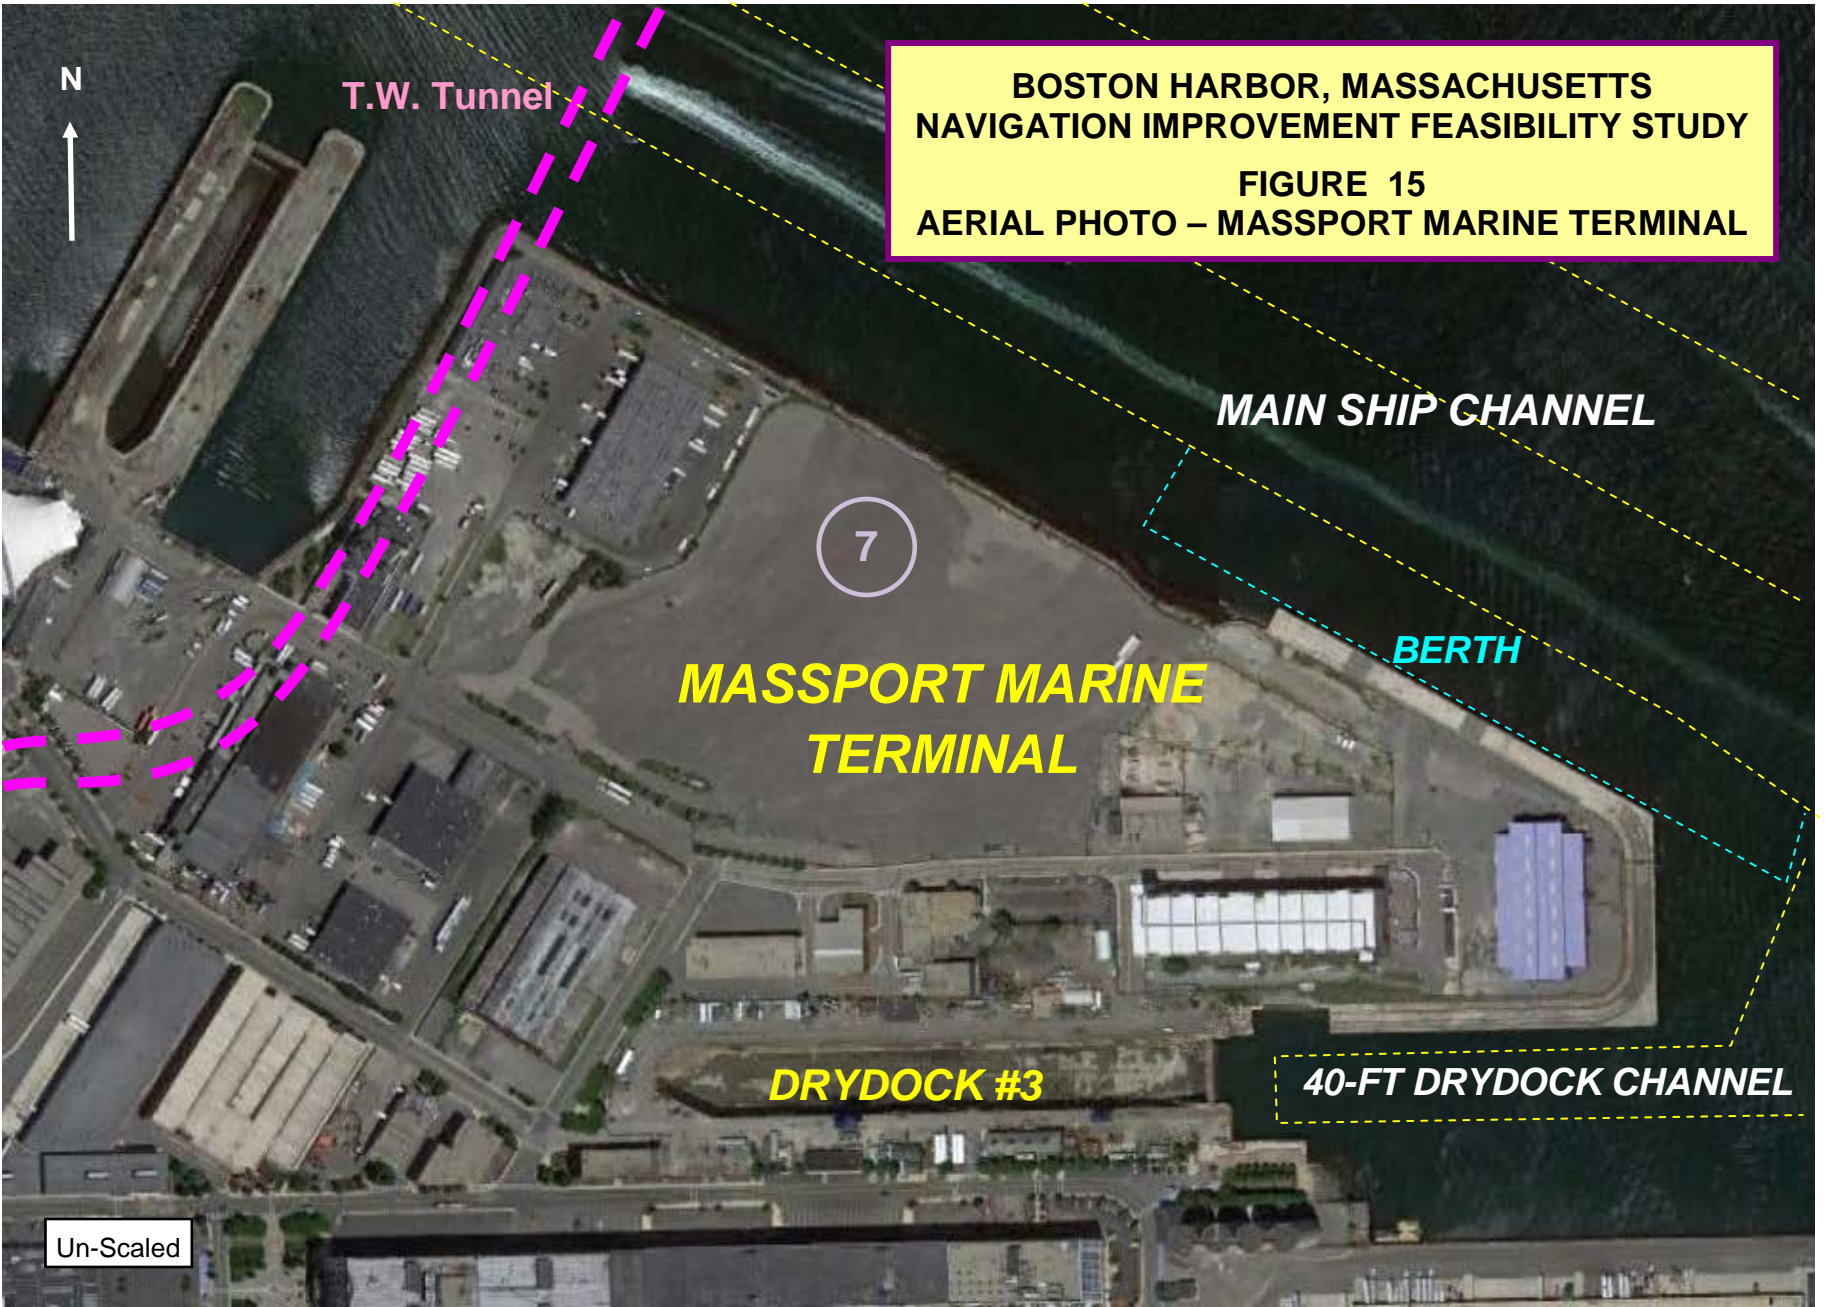 BOSTON HARBOR, MASSACHUSETTS
NAVIGATION IMPROVEMENT FEASIBILITY STUDY
FIGURE 15
AERIAL PHOTO – MASSPORT MARINE TERMINAL
N
T.W. Tunnel
MAIN SHIP CHANNEL
7
BERTH
MASSPORT MARINE
TERMINAL
DRYDOCK #3
40-FT DRYDOCK CHANNEL
Un-Scaled